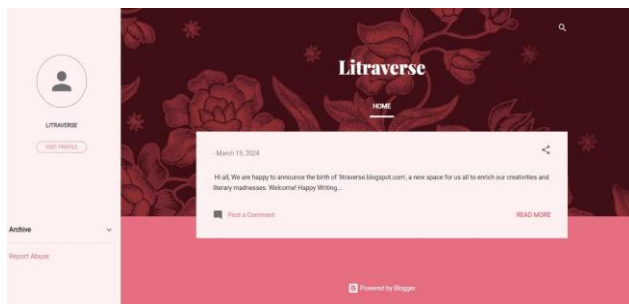 Litraverse
HOME
LITRAVERSE
VISIT PROFILE
- March 19, 2024
Hi all, We are happy to announce the birth of 'litraverse.blogspot.com', a new space for us all to enrich our creativities and
literary madnesses. Welcome! Happy Writing...
Post a Comment
READ MORE
Archive
Report Abuse
Powered by Blogger